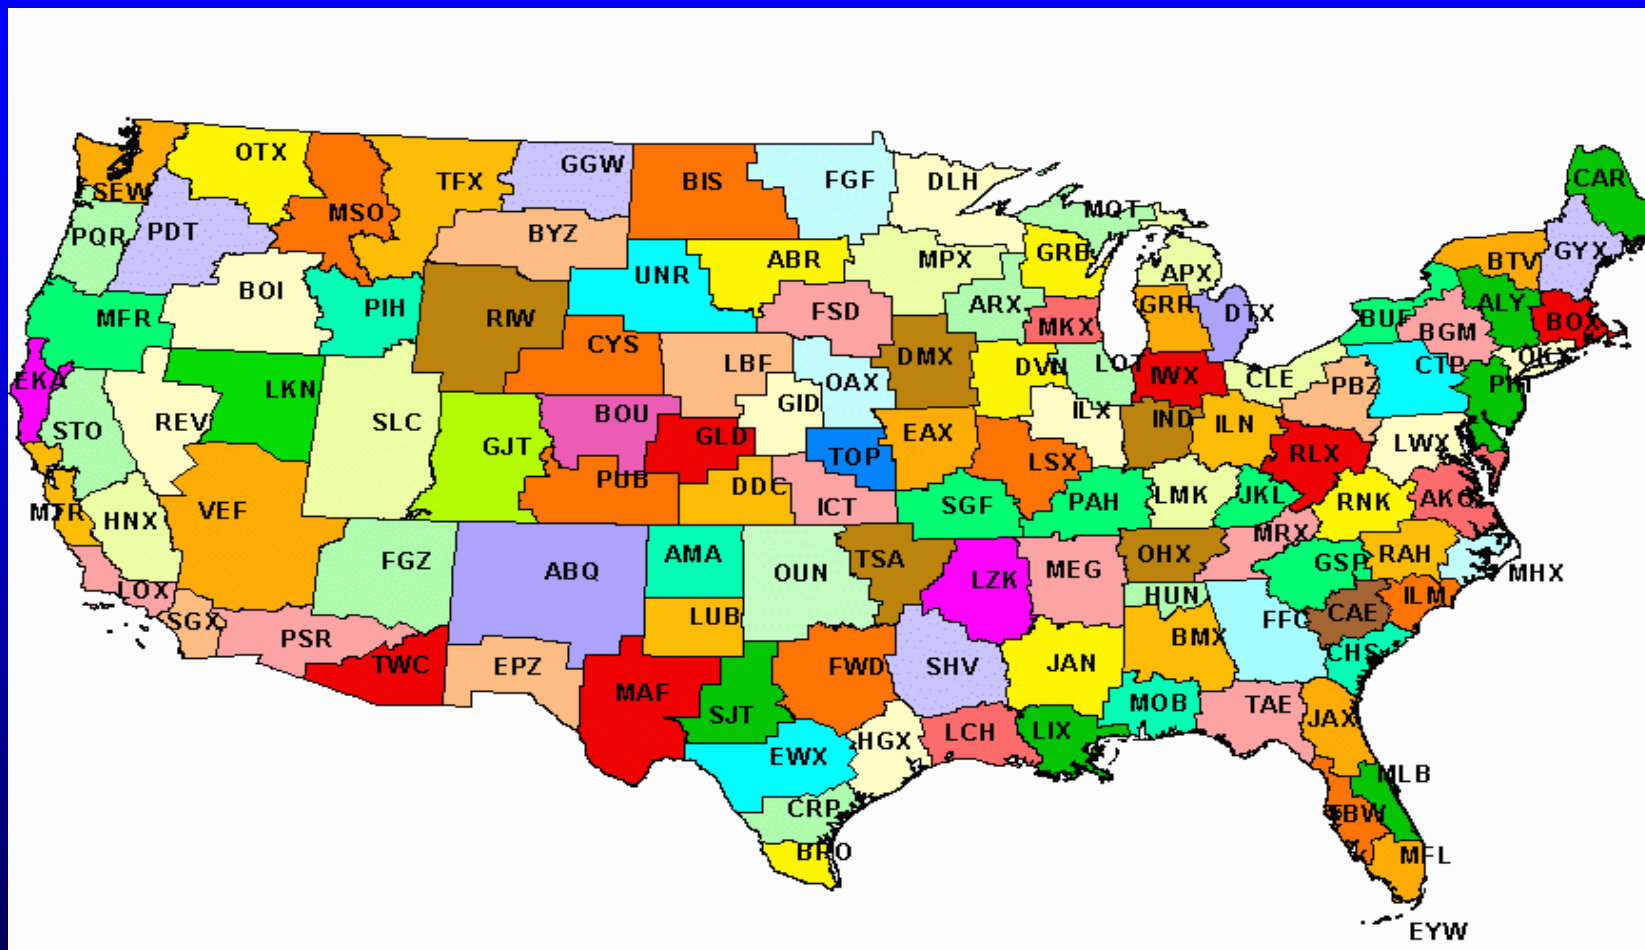 CAR
OTX
GGW
TFX
BIS
FGF
DLH
SEW
MQT
MSO
PQR
PDT
BYZ
GYX
GRB
ABR
MPX
BTV
UNR
APX
BOI
ALY
PIH
ARX
GRR
FSD
DTX
MFR
RIW
BUF
BOX
MKX
BGM
CYS
DMX
LBF
DVN
LOT
OKX
CTP
EKA
IWX
CLE
OAX
PBZ
PHI
LKN
GID
ILX
BOU
IND
REV
SLC
ILN
STO
EAX
GLD
LWX
GJT
RLX
TOP
LSX
PUB
DDC
LMK
JKL
AKQ
PAH
RNK
SGF
ICT
VEF
MTR
HNX
MRX
AMA
OHX
RAH
TSA
FGZ
GSP
MEG
ABQ
OUN
MHX
LZK
LOX
HUN
ILM
CAE
LUB
SGX
FFC
BMX
PSR
CHS
JAN
TWC
EPZ
FWD
SHV
MAF
MOB
TAE
SJT
JAX
LCH
LIX
HGX
EWX
MLB
CRP
TBW
BRO
MFL
EYW